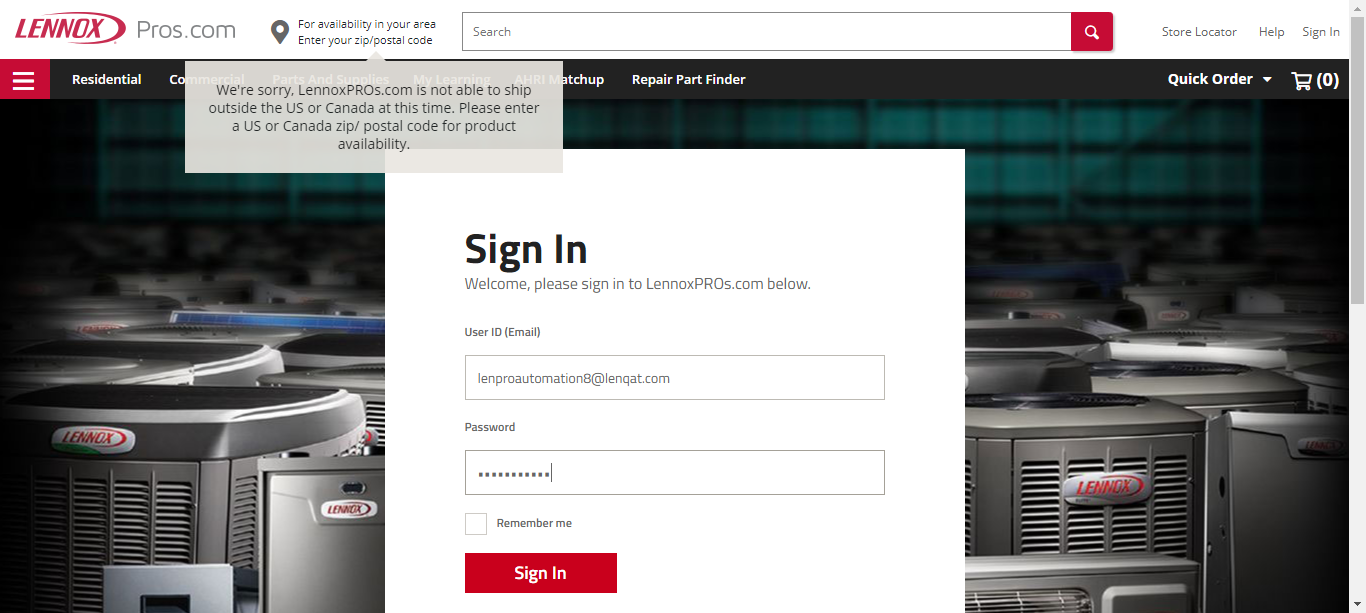 LENNOX Pros.com
For availability in your area
Enter your zip/postal code
Search
Store Locator Help Sign In
Residential Commercial Parts And Supplies My Learning AHRI Matchup Repair Part Finder
Quick Order (0)
We're sorry, LennoxPROs.com is not able to ship
outside the US or Canada at this time. Please enter
a US or Canada zip/ postal code for product
availability.
Sign In
Welcome, please sign in to LennoxPROs.com below.
User ID (Email)
lenproautomation8@lenqat.com
Password
•••••••••••
Remember me
Sign In
LENNOX
LENNOX
LENNOX